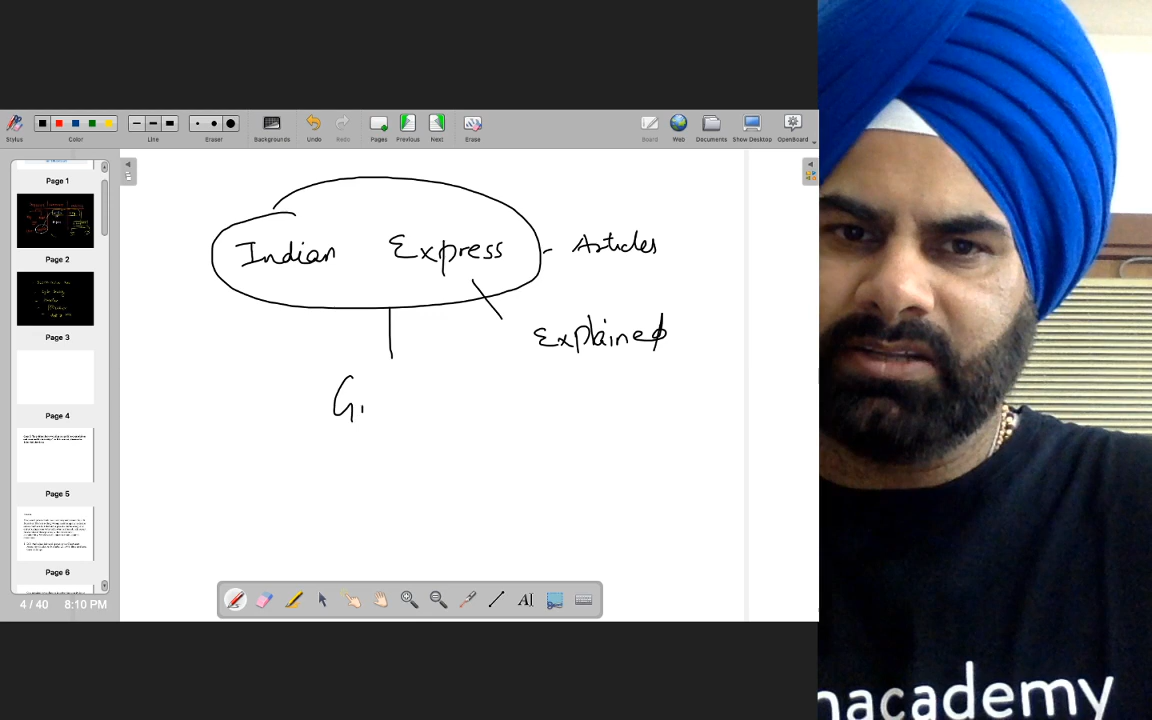 Stylus Color Line Eraser Backgrounds Undo Redo Pages Previous Next Erase Board Web Documents Show Desktop OpenBoard
Page 1
Page 2
Page 3
Page 4
Page 5
Page 6
4 / 40 8:10 PM
Indian Express - Articles
Explained
G.
AI
nacademy